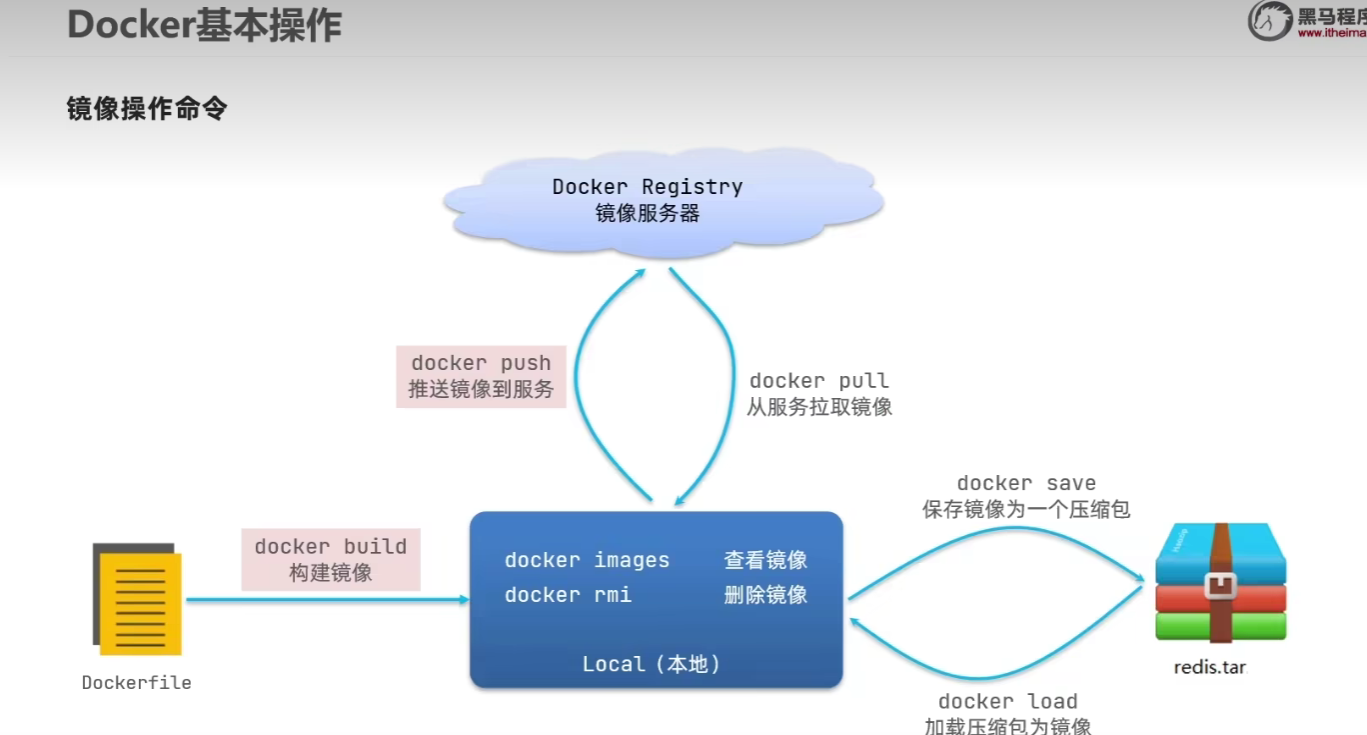 Docker基本操作
黑马程序
www.itheima
镜像操作命令
Docker Registry
镜像服务器
docker push
推送镜像到服务
docker pull
从服务拉取镜像
docker save
保存镜像为一个压缩包
docker build
构建镜像
docker images 查看镜像
docker rmi 删除镜像
Local（本地）
Dockerfile
redis.tar
docker load
加载压缩包为镜像